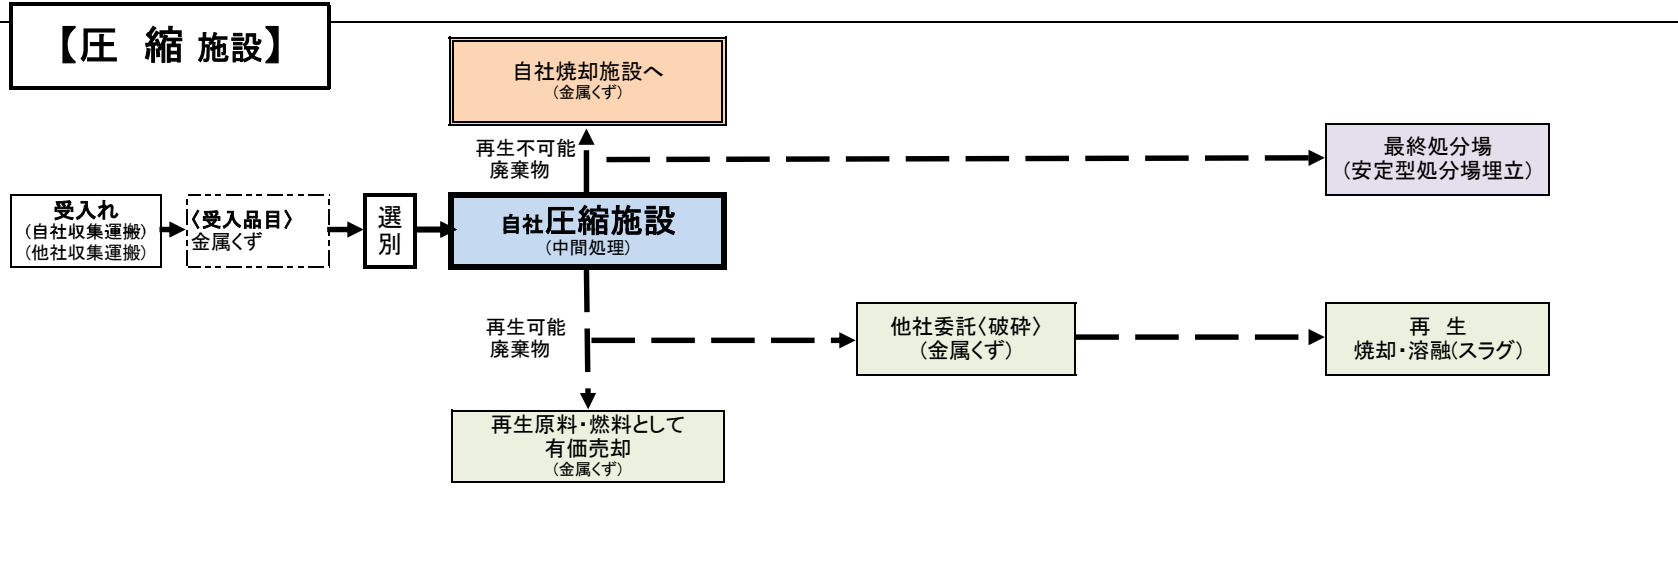 【圧　縮 施設】
自社焼却施設へ
（金属くず）
再生不可能
廃棄物
最終処分場
（安定型処分場埋立）
受入れ
（自社収集運搬）
（他社収集運搬）
〈受入品目〉
金属くず
選
別
自社圧縮施設
（中間処理）
再生可能
廃棄物
他社委託〈破砕〉
（金属くず）
再　生
焼却・溶融(スラグ)
再生原料・燃料として
有価売却
（金属くず）